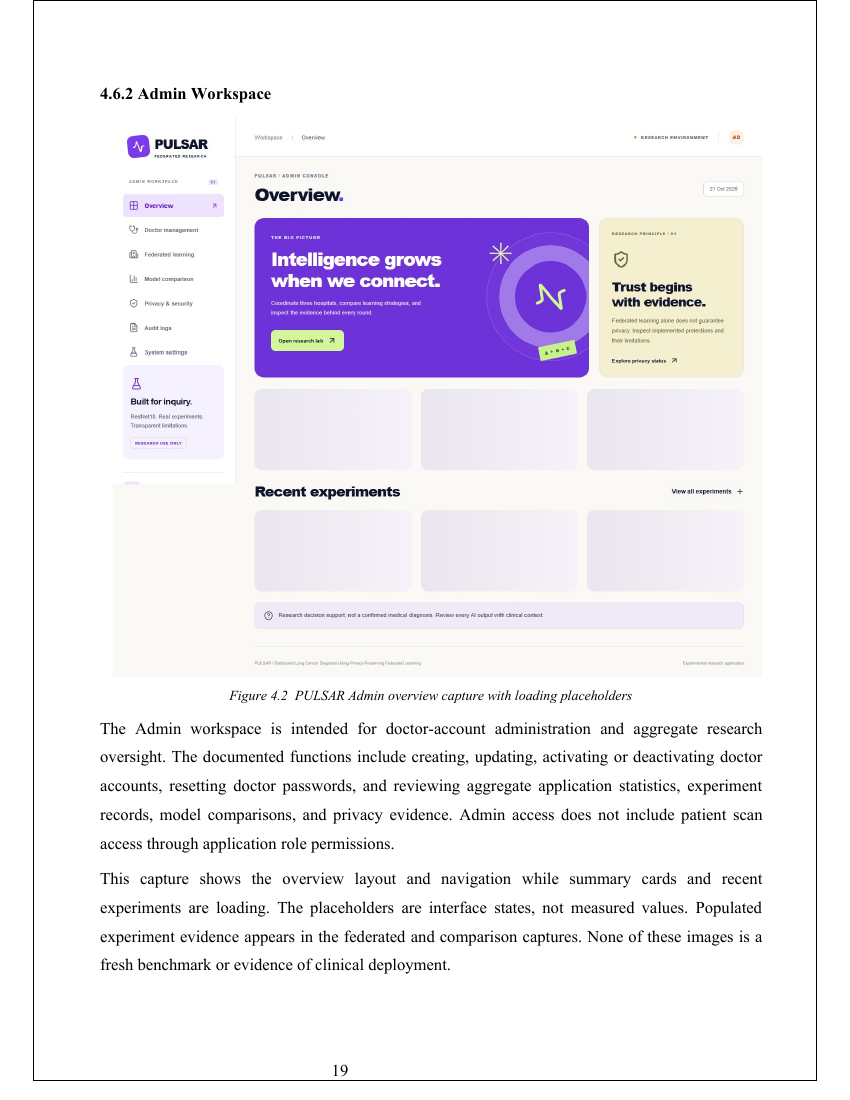 4.6.2 Admin Workspace
PULSAR
FEDERATED RESEARCH
ADMIN WORKSPACE
01
Overview
Doctor management
Federated learning
Model comparison
Privacy & security
Audit logs
System settings
Built for inquiry.
ResNet18. Real experiments.
Transparent limitations.
RESEARCH USE ONLY
Workspace / Overview
RESEARCH ENVIRONMENT
AD
PULSAR / ADMIN CONSOLE
Overview.
21 Oct 2026
THE BIG PICTURE
Intelligence grows
when we connect.
Coordinate three hospitals, compare learning strategies, and
inspect the evidence behind every round.
Open research lab
A + B + C
RESEARCH PRINCIPLE / 01
Trust begins
with evidence.
Federated learning alone does not guarantee
privacy. Inspect implemented protections and
their limitations.
Explore privacy status
Recent experiments
View all experiments +
Research decision support, not a confirmed medical diagnosis. Review every AI output with clinical context.
PULSAR / Distributed Lung Cancer Diagnosis Using Privacy-Preserving Federated Learning
Experimental research application
Figure 4.2 PULSAR Admin overview capture with loading placeholders
The Admin workspace is intended for doctor-account administration and aggregate research
oversight. The documented functions include creating, updating, activating or deactivating doctor
accounts, resetting doctor passwords, and reviewing aggregate application statistics, experiment
records, model comparisons, and privacy evidence. Admin access does not include patient scan
access through application role permissions.
This capture shows the overview layout and navigation while summary cards and recent
experiments are loading. The placeholders are interface states, not measured values. Populated
experiment evidence appears in the federated and comparison captures. None of these images is a
fresh benchmark or evidence of clinical deployment.
19